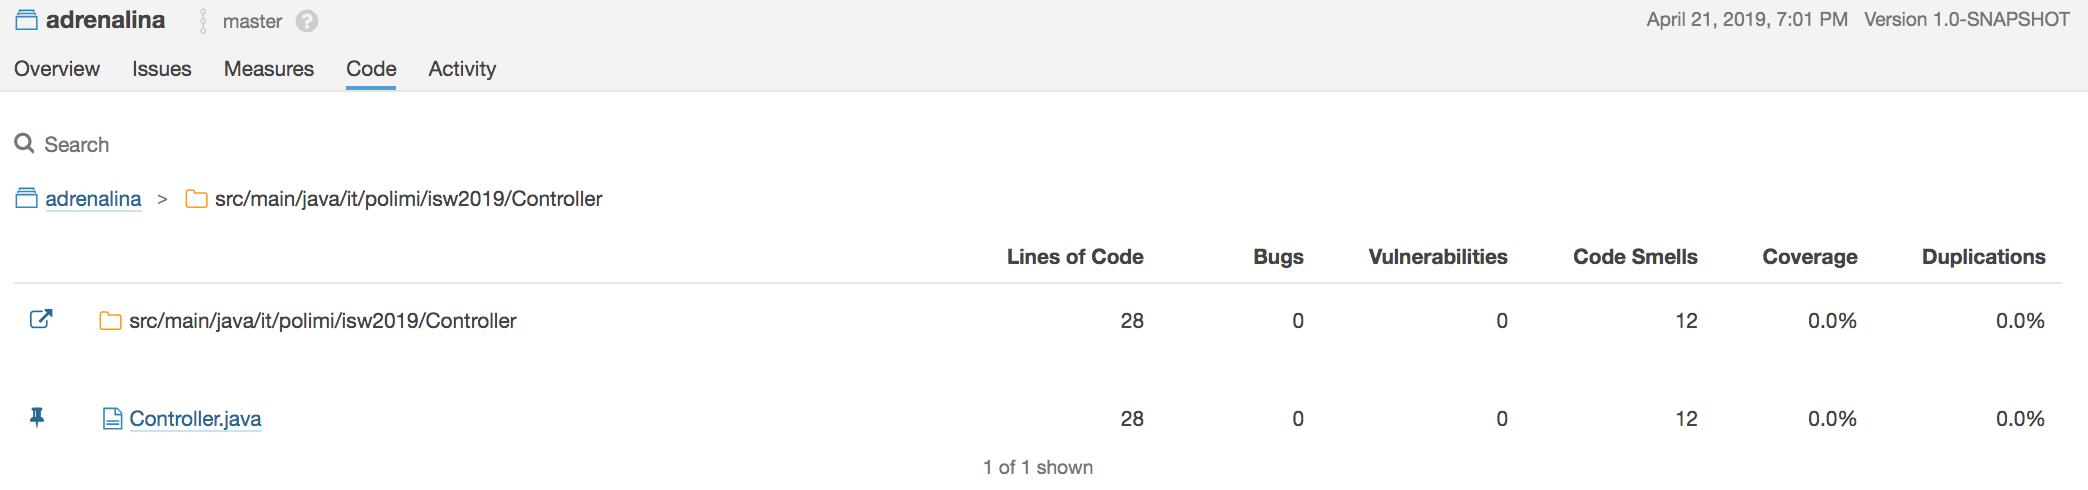 adrenalina master ? April 21, 2019, 7:01 PM Version 1.0-SNAPSHOT
Overview Issues Measures Code Activity
Search
adrenalina > src/main/java/it/polimi/isw2019/Controller
Lines of Code Bugs Vulnerabilities Code Smells Coverage Duplications
src/main/java/it/polimi/isw2019/Controller 28 0 0 12 0.0% 0.0%
Controller.java 28 0 0 12 0.0% 0.0%
1 of 1 shown